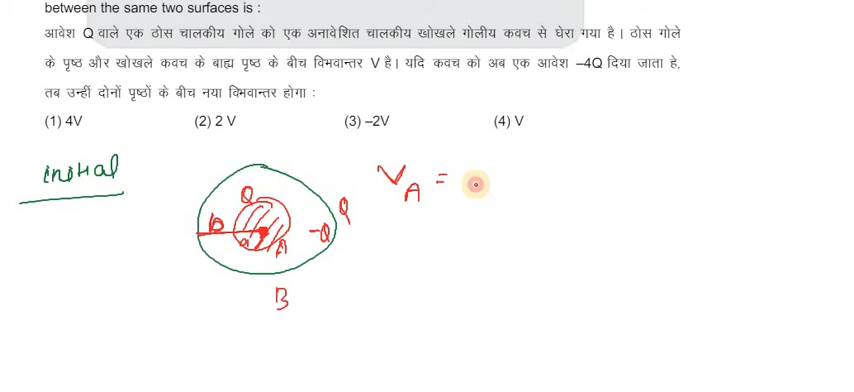 between the same two surfaces is :
आवेश Q वाले एक ठोस चालकीय गोले को एक अनावेशित चालकीय खोखले गोलीय कवच से घेरा गया है। ठोस गोले
के पृष्ठ और खोखले कवच के बाह्य पृष्ठ के बीच विभवान्तर V है। यदि कवच को अब एक आवेश –4Q दिया जाता है,
तब उन्हीं दोनों पृष्ठों के बीच नया विभवान्तर होगा :
(1) 4V (2) 2 V (3) –2V (4) V
initial
Q
b
a
A
-Q
Q
B
V_A =